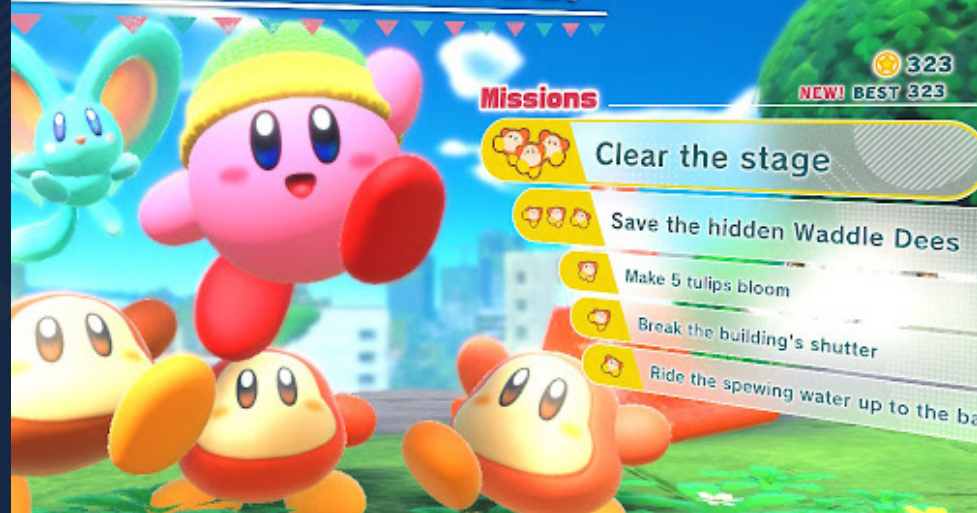 323
NEW! BEST 323
Missions
Clear the stage
Save the hidden Waddle Dees
Make 5 tulips bloom
Break the building's shutter
Ride the spewing water up to the